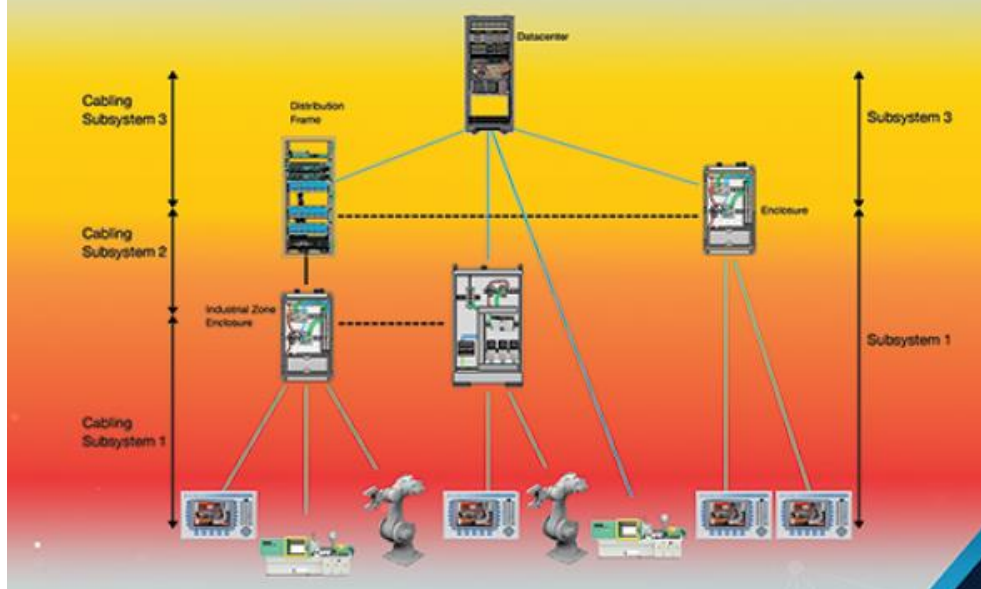 Datacenter
Cabling
Subsystem 3
Distribution
Frame
Subsystem 3
Enclosure
Cabling
Subsystem 2
Industrial Zone
Enclosure
Subsystem 1
Cabling
Subsystem 1